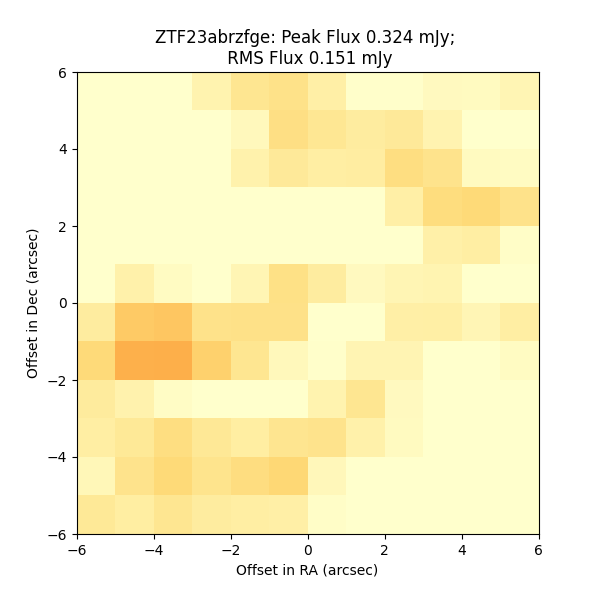 ZTF23abrzfge: Peak Flux 0.324 mJy;
RMS Flux 0.151 mJy
6
4
2
0
−2
−4
−6
Offset in Dec (arcsec)
−6 −4 −2 0 2 4 6
Offset in RA (arcsec)